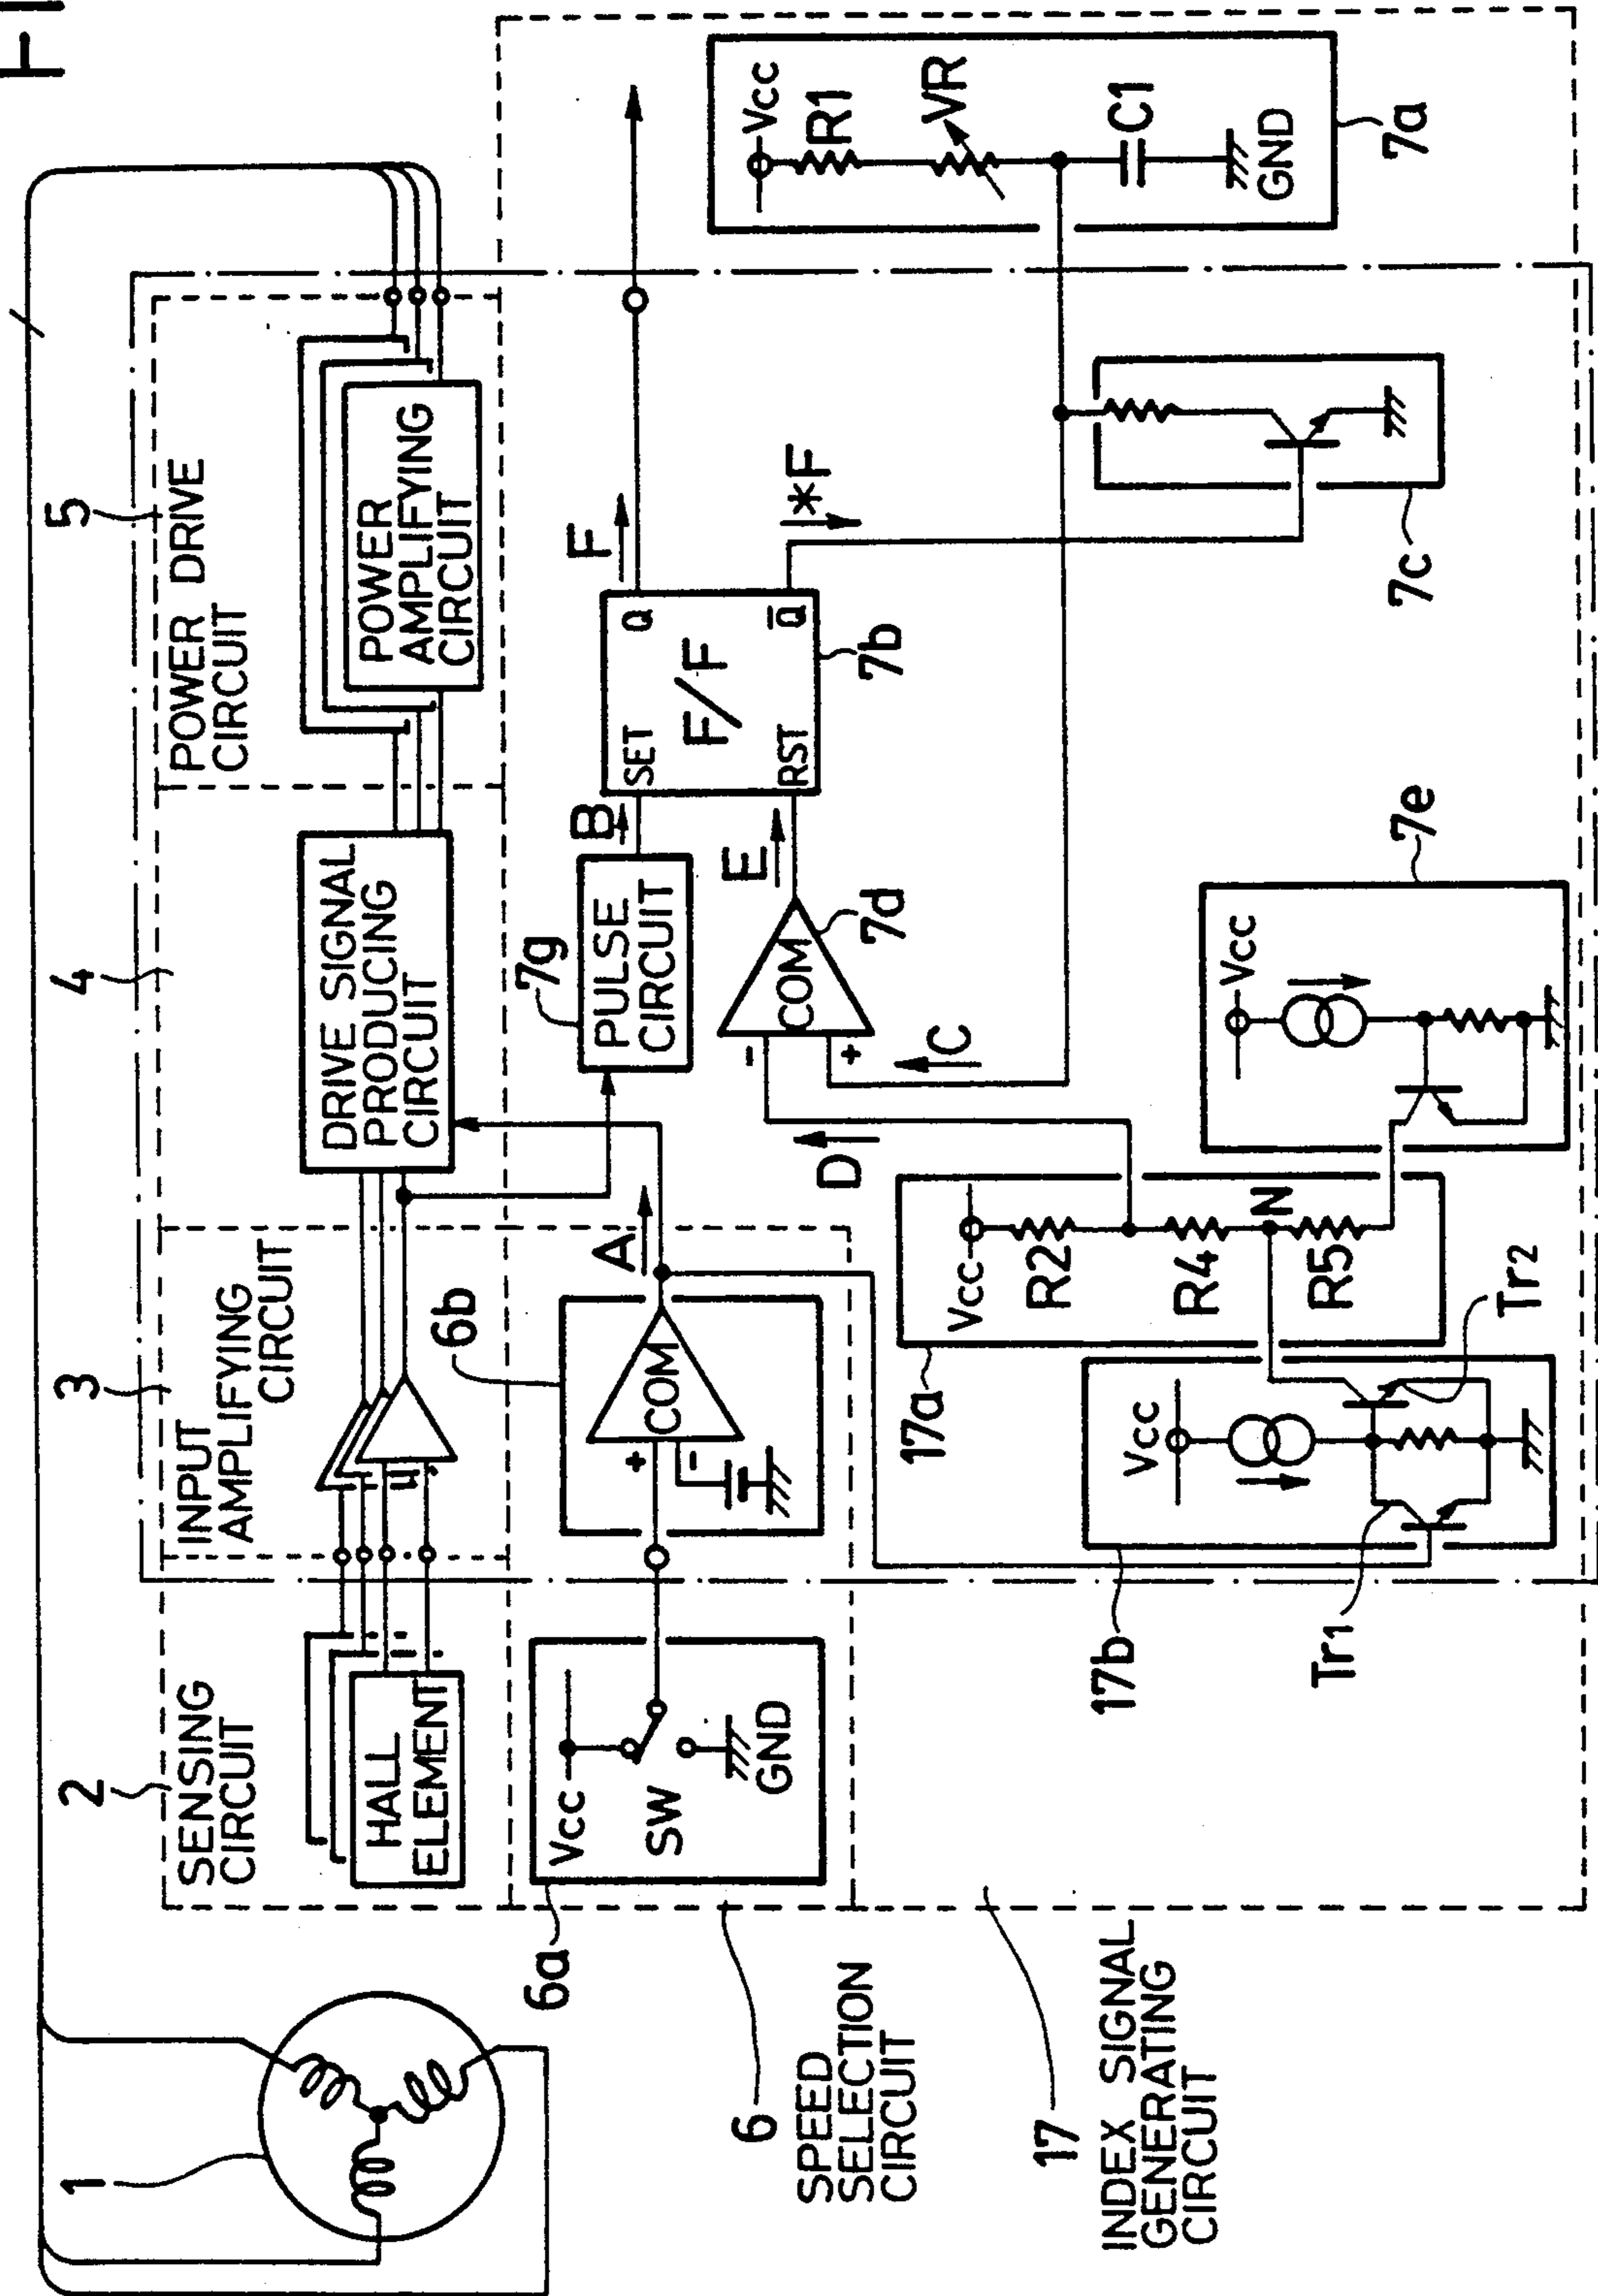 FI
1
2
SENSING
CIRCUIT
HALL
ELEMENT
3
INPUT
AMPLIFYING
CIRCUIT
4
DRIVE SIGNAL
PRODUCING
CIRCUIT
5
POWER DRIVE
CIRCUIT
POWER
AMPLIFYING
CIRCUIT
6a
Vcc
SW
GND
6
SPEED
SELECTION
CIRCUIT
6b
COM
+
-
A
7g
PULSE
CIRCUIT
B
SET
RST
F/F
Q
Q̅
7b
F
*F
E
COM
-
+
7d
C
D
17
INDEX SIGNAL
GENERATING
CIRCUIT
17a
Vcc
R2
R4
N
R5
17b
Vcc
Tr1
Tr2
7e
Vcc
7c
Vcc
R1
VR
C1
GND
7a